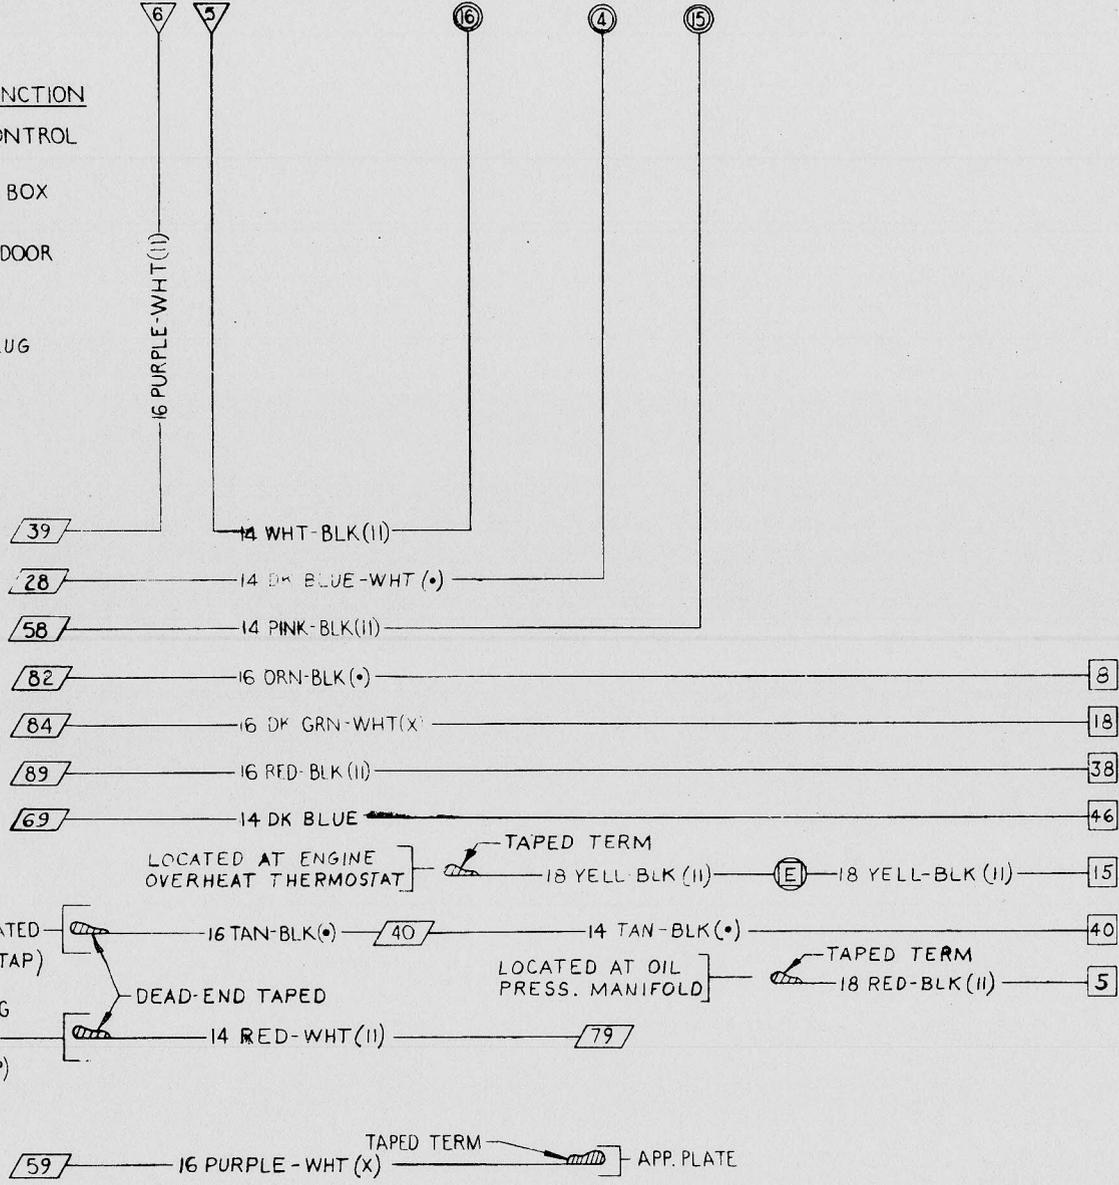 6 5 16 4 15
NCTION
ONTROL
BOX
DOOR
16 PURPLE-WHT(11)
UG
39 14 WHT-BLK(11)
28 14 DK BLUE-WHT (•)
58 14 PINK-BLK(11)
82 16 ORN-BLK(•) 8
84 16 DK GRN-WHT(X) 18
89 16 RED-BLK(11) 38
69 14 DK BLUE 46
TAPED TERM
LOCATED AT ENGINE
OVERHEAT THERMOSTAT
18 YELL-BLK (11) E 18 YELL-BLK (11) 15
ATED 16 TAN-BLK(•) 40 14 TAN-BLK(•) 40
TAP)
LOCATED AT OIL
PRESS. MANIFOLD
TAPED TERM
18 RED-BLK(11) 5
DEAD-END TAPED
G
14 RED-WHT(11) 79
)
TAPED TERM
59 16 PURPLE-WHT(X) APP. PLATE